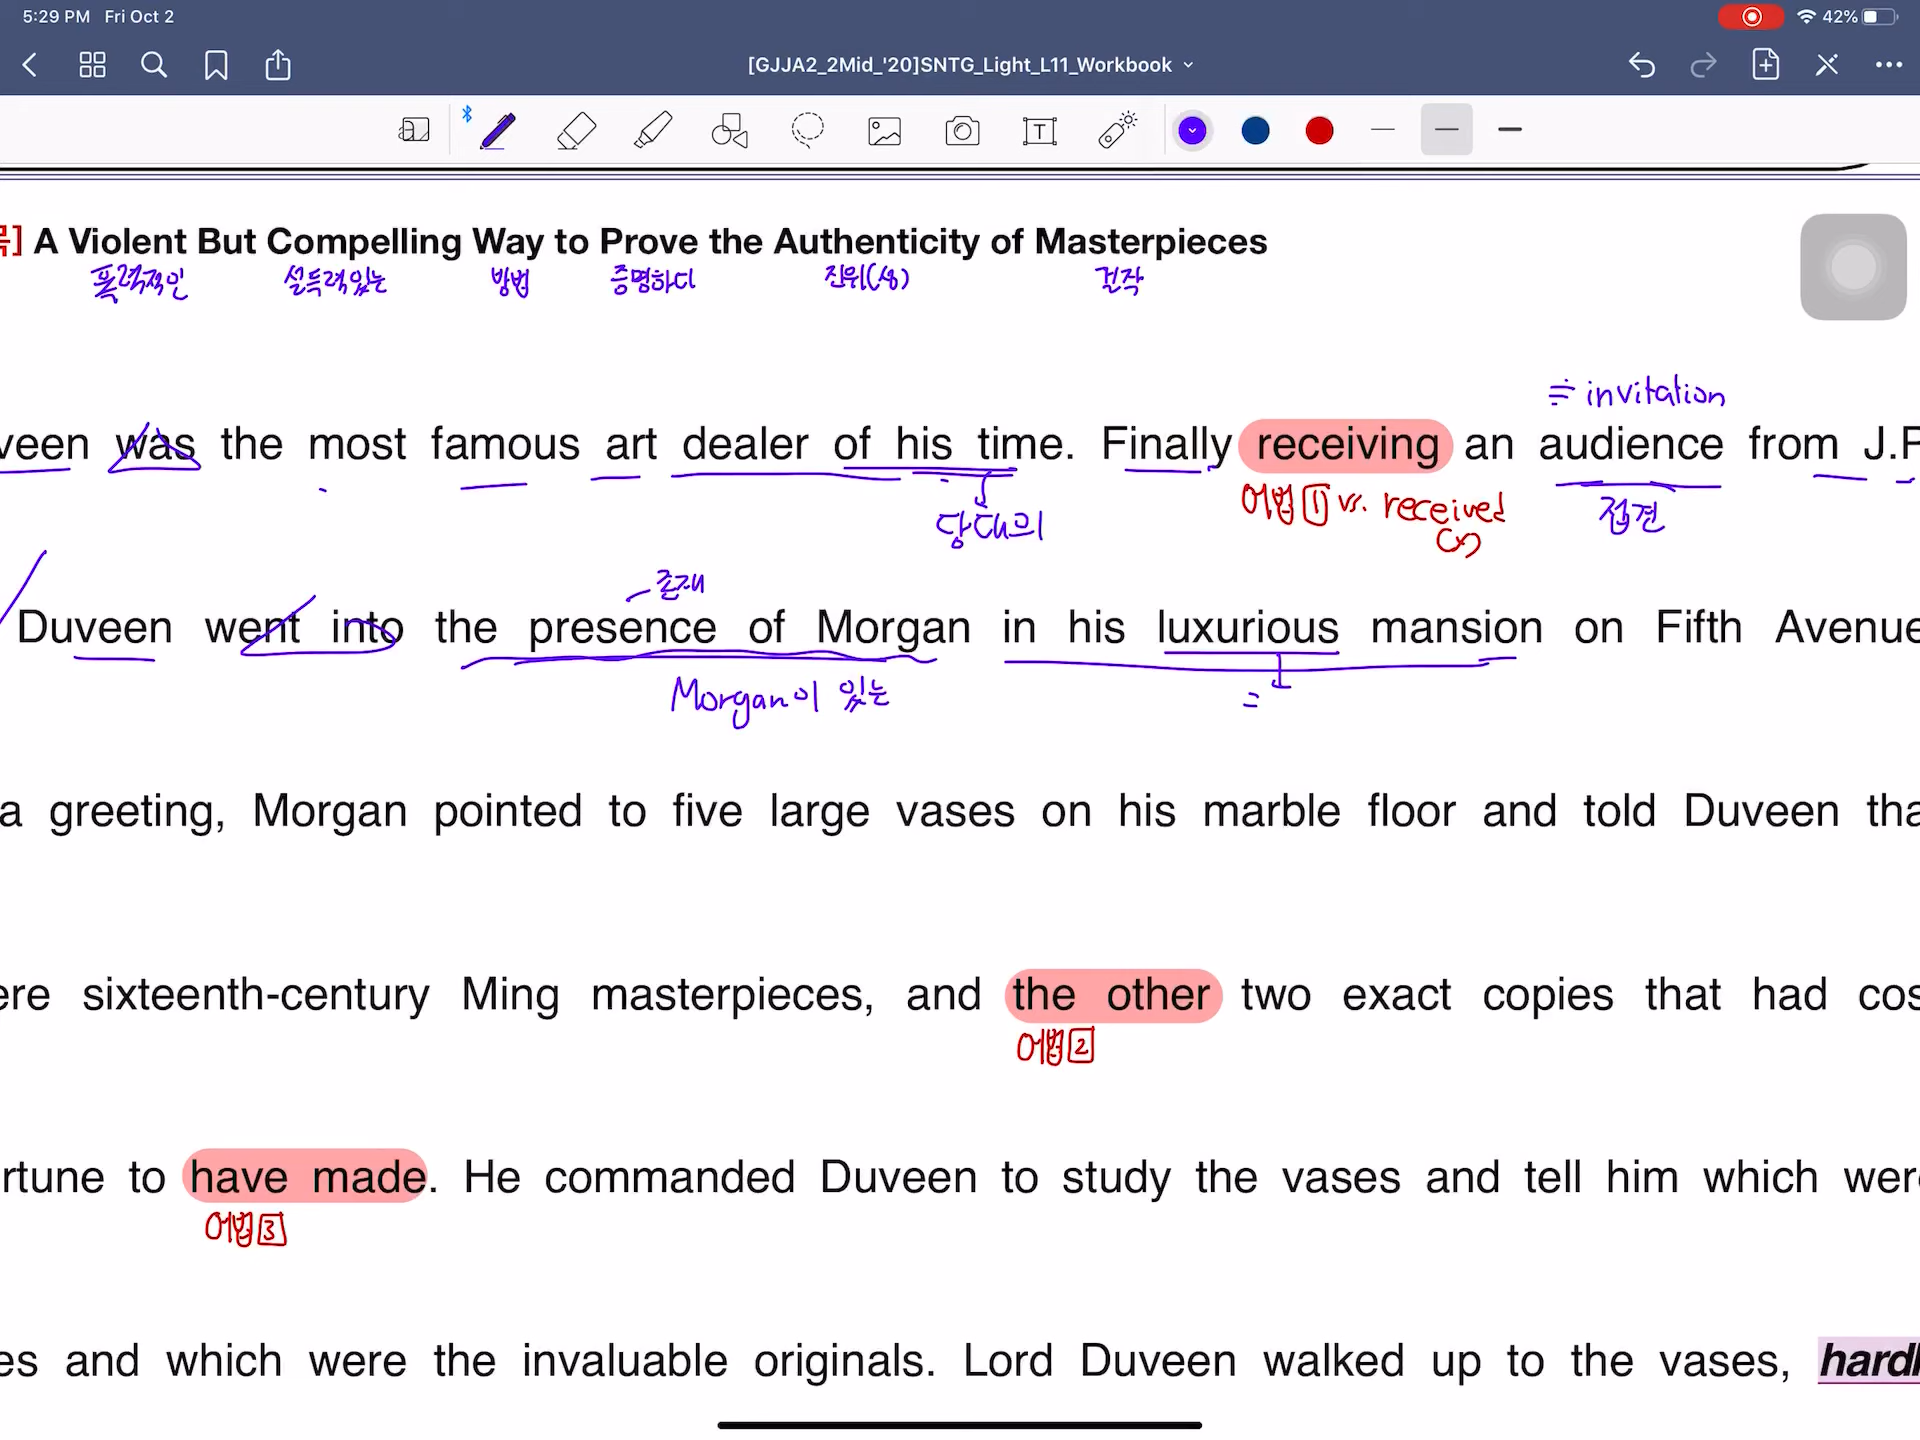 5:29 PM Fri Oct 2
42%
[GJJA2_2Mid_'20]SNTG_Light_L11_Workbook
목] A Violent But Compelling Way to Prove the Authenticity of Masterpieces
폭력적인 설득력있는 방법 증명하다 진위(성) 걸작
= invitation
veen was the most famous art dealer of his time. Finally receiving an audience from J.P
당대의 어법1 vs. received (x) 접견
존재
Duveen went into the presence of Morgan in his luxurious mansion on Fifth Avenue
Morgan이 있는 =
a greeting, Morgan pointed to five large vases on his marble floor and told Duveen tha
ere sixteenth-century Ming masterpieces, and the other two exact copies that had cos
어법2
rtune to have made. He commanded Duveen to study the vases and tell him which were
어법3
es and which were the invaluable originals. Lord Duveen walked up to the vases, hardl